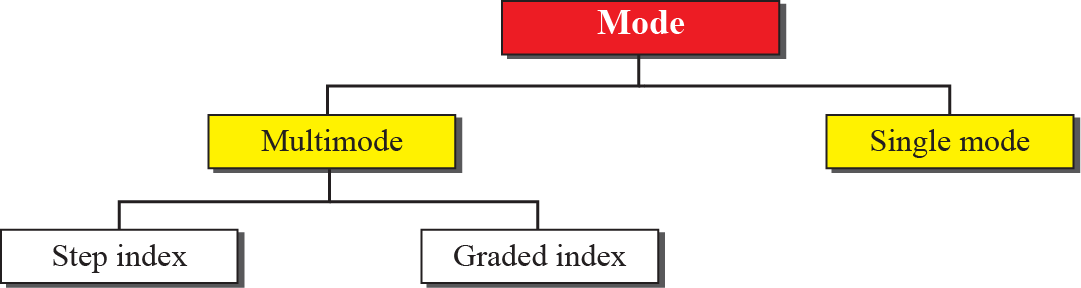 Mode
Multimode
Single mode
Step index
Graded index